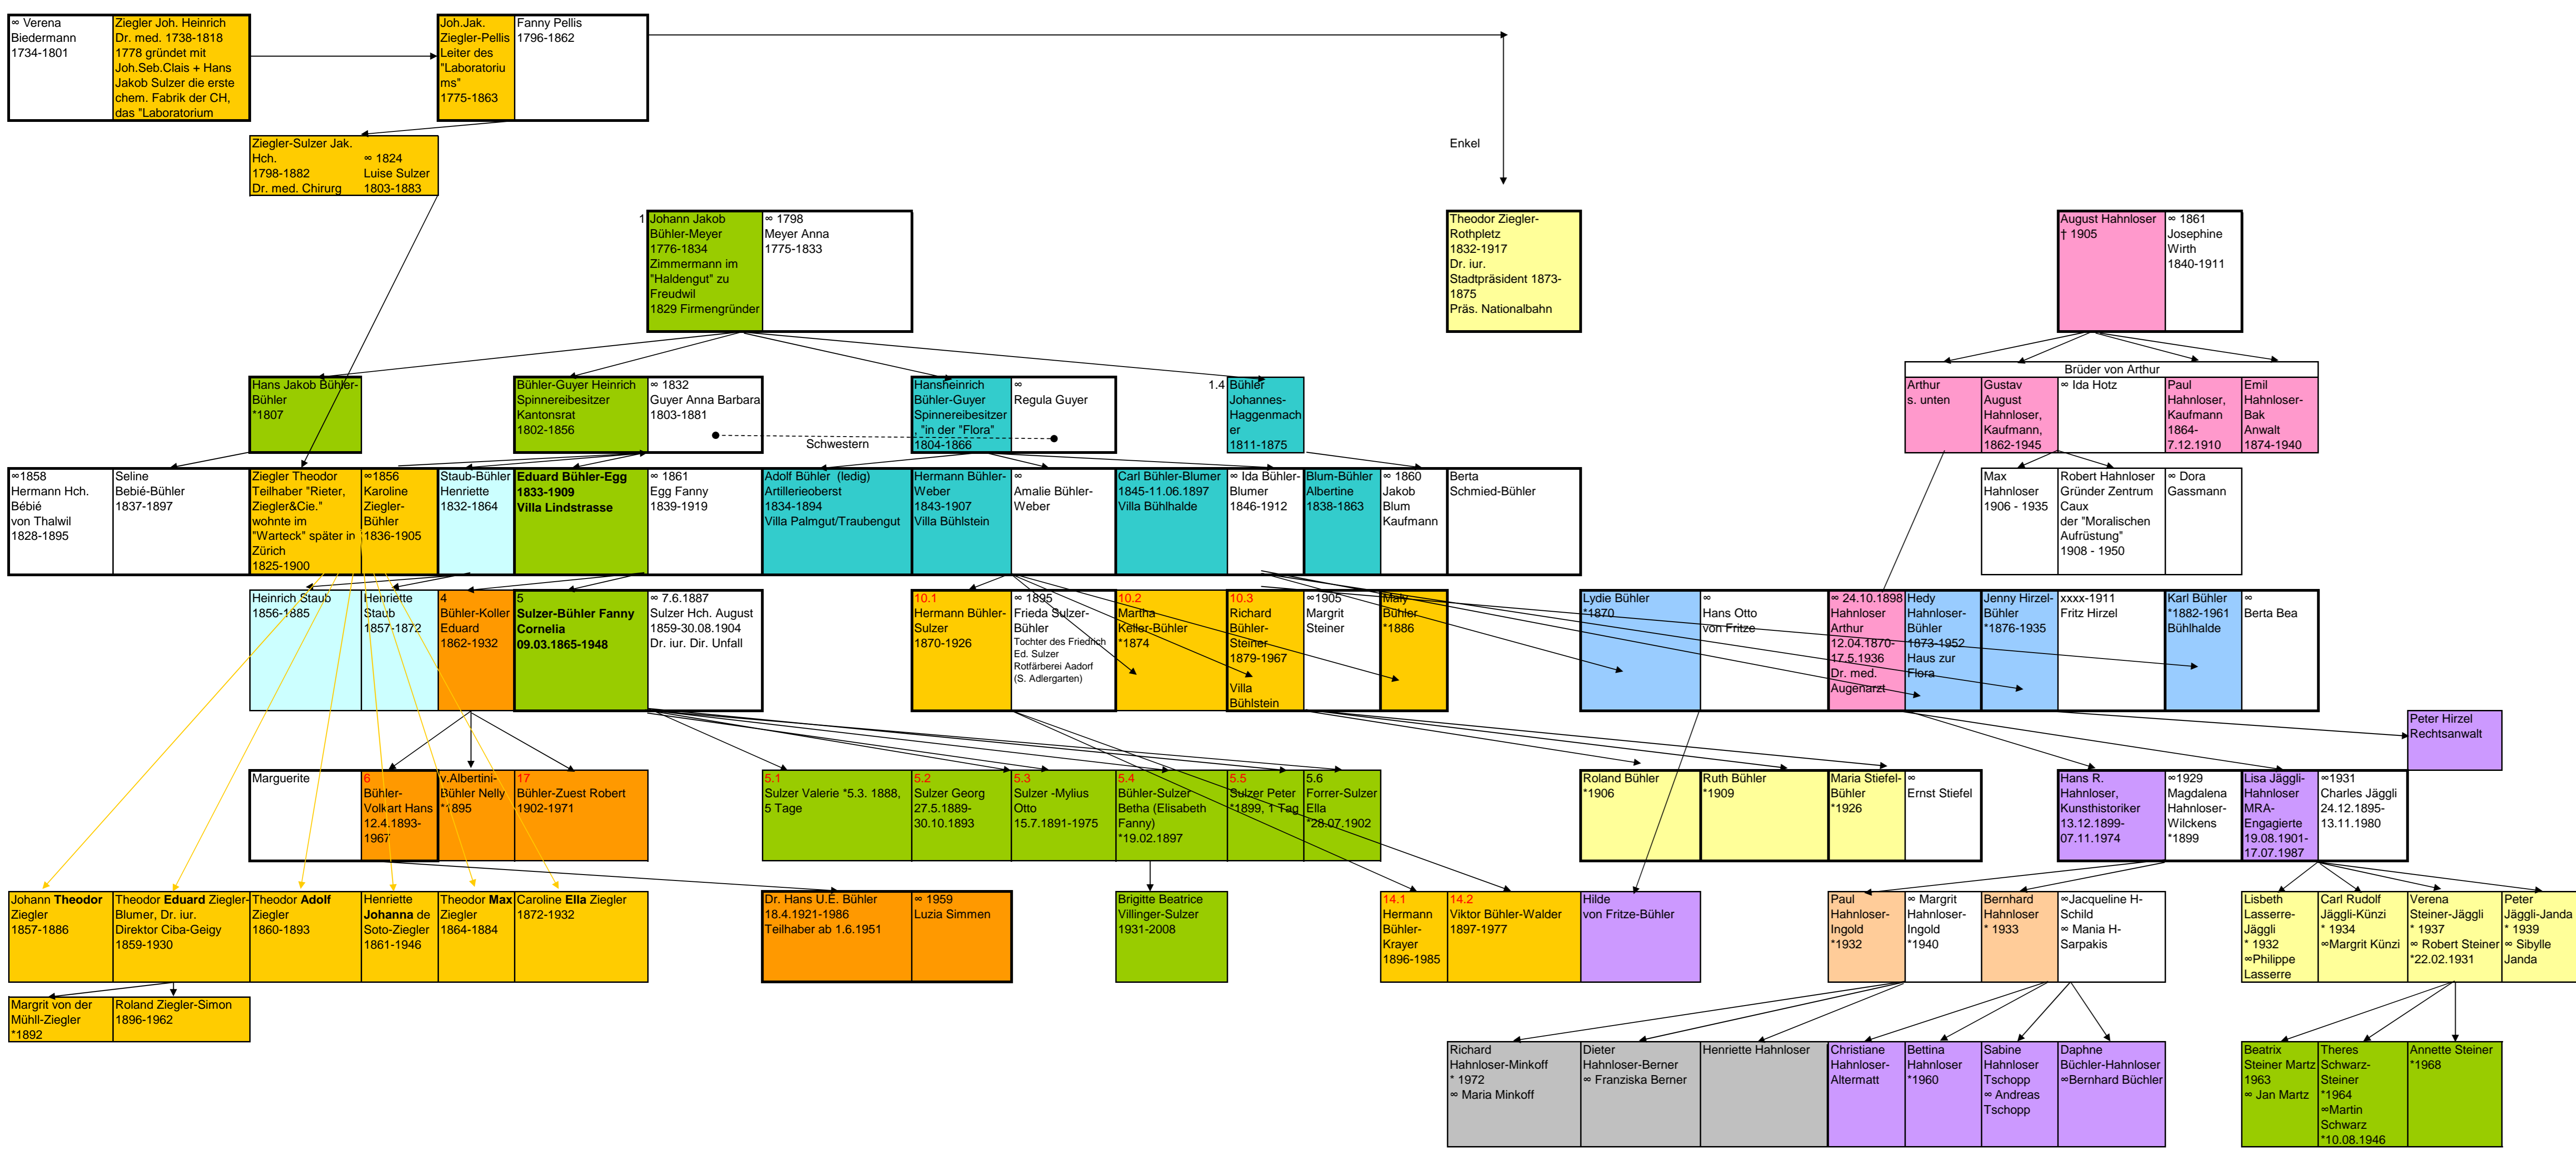 ∞ Verena
Biedermann
1734-1801
Ziegler Joh. Heinrich
Dr. med. 1738-1818
1778 gründet mit
Joh.Seb.Clais + Hans
Jakob Sulzer die erste
chem. Fabrik der CH,
das "Laboratorium
Joh.Jak.
Ziegler-Pellis
Leiter des
"Laboratoriu
ms"
1775-1863
Fanny Pellis
1796-1862
Ziegler-Sulzer Jak.
Hch.
1798-1882
Dr. med. Chirurg
∞ 1824
Luise Sulzer
1803-1883
Enkel
1
Johann Jakob
Bühler-Meyer
1776-1834
Zimmermann im
"Haldengut" zu
Freudwil
1829 Firmengründer
∞ 1798
Meyer Anna
1775-1833
Theodor Ziegler-
Rothpletz
1832-1917
Dr. iur.
Stadtpräsident 1873-
1875
Präs. Nationalbahn
August Hahnloser
† 1905
∞ 1861
Josephine
Wirth
1840-1911
Hans Jakob Bühler-
Bühler
*1807
Bühler-Guyer Heinrich
Spinnereibesitzer
Kantonsrat
1802-1856
∞ 1832
Guyer Anna Barbara
1803-1881
Schwestern
Hansheinrich
Bühler-Guyer
Spinnereibesitzer
, "in der "Flora"
1804-1866
∞
Regula Guyer
1.4
Bühler
Johannes-
Haggenmach
er
1811-1875
Brüder von Arthur
Arthur
s. unten
Gustav
August
Hahnloser,
Kaufmann,
1862-1945
∞ Ida Hotz
Paul
Hahnloser,
Kaufmann
1864-
7.12.1910
Emil
Hahnloser-
Bak
Anwalt
1874-1940
∞1858
Hermann Hch.
Bébié
von Thalwil
1828-1895
Seline
Bebié-Bühler
1837-1897
Ziegler Theodor
Teilhaber "Rieter,
Ziegler&Cie."
wohnte im
"Warteck" später in
Zürich
1825-1900
∞1856
Karoline
Ziegler-
Bühler
1836-1905
Staub-Bühler
Henriette
1832-1864
Eduard Bühler-Egg
1833-1909
Villa Lindstrasse
∞ 1861
Egg Fanny
1839-1919
Adolf Bühler  (ledig)
Artillerieoberst
1834-1894
Villa Palmgut/Traubengut
Hermann Bühler-
Weber
1843-1907
Villa Bühlstein
∞
Amalie Bühler-
Weber
Carl Bühler-Blumer
1845-11.06.1897
Villa Bühlhalde
∞ Ida Bühler-
Blumer
1846-1912
Blum-Bühler
Albertine
1838-1863
∞ 1860
Jakob
Blum
Kaufmann
Berta
Schmied-Bühler
Max
Hahnloser
1906 - 1935
Robert Hahnloser
Gründer Zentrum
Caux
der "Moralischen
Aufrüstung"
1908 - 1950
∞ Dora
Gassmann
Heinrich Staub
1856-1885
Henriette
Staub
1857-1872
4
Bühler-Koller
Eduard
1862-1932
5
Sulzer-Bühler Fanny
Cornelia
09.03.1865-1948
∞ 7.6.1887
Sulzer Hch. August
1859-30.08.1904
Dr. iur. Dir. Unfall
10.1
Hermann Bühler-
Sulzer
1870-1926
∞ 1895
Frieda Sulzer-
Bühler
Tochter des Friedrich
Ed. Sulzer
Rotfärberei Aadorf
(S. Adlergarten)
10.2
Martha
Keller-Bühler
*1874
10.3
Richard
Bühler-
Steiner
1879-1967
Villa
Bühlstein
∞1905
Margrit
Steiner
Maly
Bühler
*1886
Lydie Bühler
*1870
∞
Hans Otto
von Fritze
∞ 24.10.1898
Hahnloser
Arthur
12.04.1870-
17.5.1936
Dr. med.
Augenarzt
Hedy
Hahnloser-
Bühler
1873-1952
Haus zur
Flora
Jenny Hirzel-
Bühler
*1876-1935
xxxx-1911
Fritz Hirzel
Karl Bühler
*1882-1961
Bühlhalde
∞
Berta Bea
Peter Hirzel
Rechtsanwalt
Marguerite
6
Bühler-
Volkart Hans
12.4.1893-
1967
v.Albertini-
Bühler Nelly
*1895
17
Bühler-Zuest Robert
1902-1971
5.1
Sulzer Valerie *5.3. 1888,
5 Tage
5.2
Sulzer Georg
27.5.1889-
30.10.1893
5.3
Sulzer -Mylius
Otto
15.7.1891-1975
5.4
Bühler-Sulzer
Betha (Elisabeth
Fanny)
*19.02.1897
5.5
Sulzer Peter
*1899, 1 Tag
5.6
Forrer-Sulzer
Ella
*28.07.1902
Roland Bühler
*1906
Ruth Bühler
*1909
Maria Stiefel-
Bühler
*1926
∞
Ernst Stiefel
Hans R.
Hahnloser,
Kunsthistoriker
13.12.1899-
07.11.1974
∞1929
Magdalena
Hahnloser-
Wilckens
*1899
Lisa Jäggli-
Hahnloser
MRA-
Engagierte
19.08.1901-
17.07.1987
∞1931
Charles Jäggli
24.12.1895-
13.11.1980
Johann Theodor
Ziegler
1857-1886
Theodor Eduard Ziegler-
Blumer, Dr. iur.
Direktor Ciba-Geigy
1859-1930
Theodor Adolf
Ziegler
1860-1893
Henriette
Johanna de
Soto-Ziegler
1861-1946
Theodor Max
Ziegler
1864-1884
Caroline Ella Ziegler
1872-1932
Dr. Hans U.E. Bühler
18.4.1921-1986
Teilhaber ab 1.6.1951
∞ 1959
Luzia Simmen
Brigitte Beatrice
Villinger-Sulzer
1931-2008
14.1
Hermann
Bühler-
Krayer
1896-1985
14.2
Viktor Bühler-Walder
1897-1977
Hilde
von Fritze-Bühler
Paul
Hahnloser-
Ingold
*1932
∞ Margrit
Hahnloser-
Ingold
*1940
Bernhard
Hahnloser
* 1933
∞Jacqueline H-
Schild
∞ Mania H-
Sarpakis
Lisbeth
Lasserre-
Jäggli
* 1932
∞Philippe
Lasserre
Carl Rudolf
Jäggli-Künzi
* 1934
∞Margrit Künzi
Verena
Steiner-Jäggli
* 1937
∞ Robert Steiner
*22.02.1931
Peter
Jäggli-Janda
* 1939
∞ Sibylle
Janda
Margrit von der
Mühll-Ziegler
*1892
Roland Ziegler-Simon
1896-1962
Richard
Hahnloser-Minkoff
* 1972
∞ Maria Minkoff
Dieter
Hahnloser-Berner
∞ Franziska Berner
Henriette Hahnloser
Christiane
Hahnloser-
Altermatt
Bettina
Hahnloser
*1960
Sabine
Hahnloser
Tschopp
∞ Andreas
Tschopp
Daphne
Büchler-Hahnloser
∞Bernhard Büchler
Beatrix
Steiner Martz
1963
∞ Jan Martz
Theres
Schwarz-
Steiner
*1964
∞Martin
Schwarz
*10.08.1946
Annette Steiner
*1968